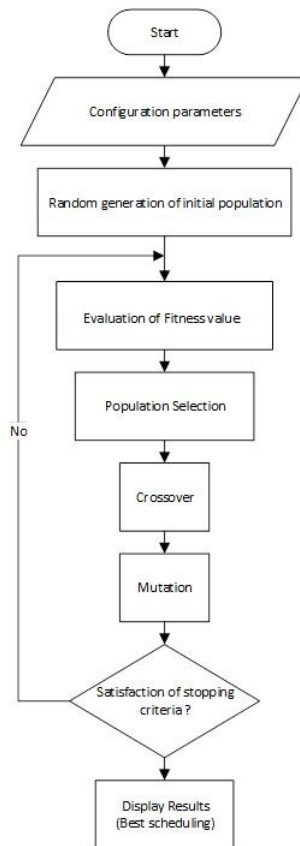 Start
Configuration parameters
Random generation of initial population
Evaluation of Fitness value
Population Selection
No
Crossover
Mutation
Satisfaction of stopping
criteria ?
Display Results
(Best scheduling)